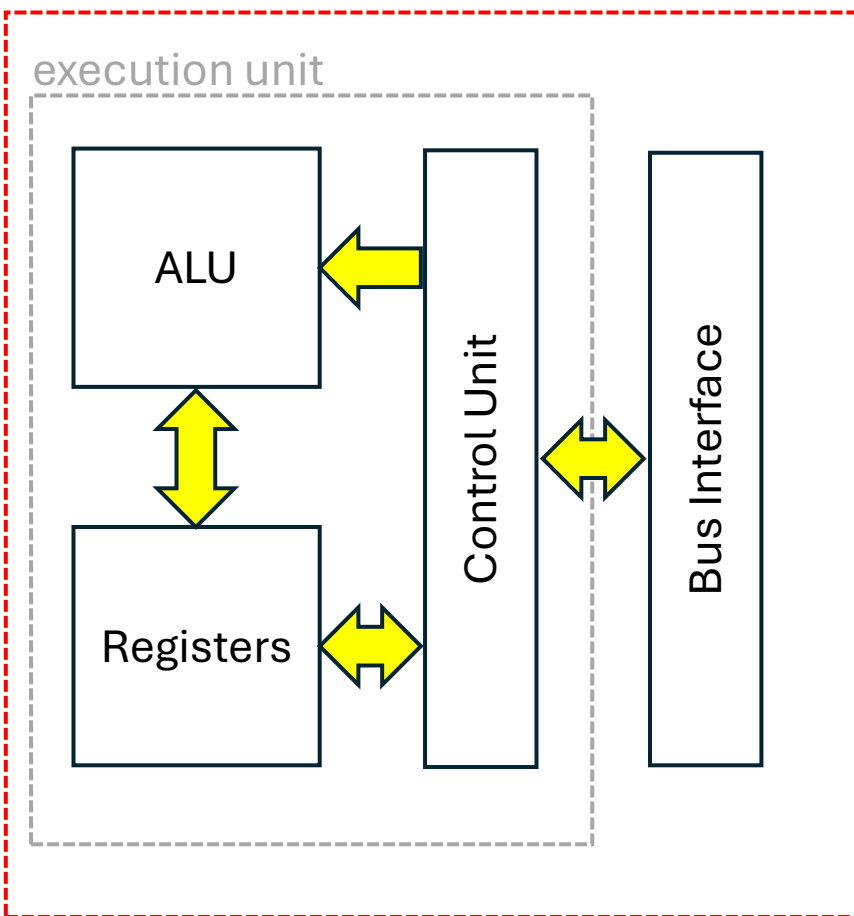 execution unit
ALU
Control Unit
Bus Interface
Registers